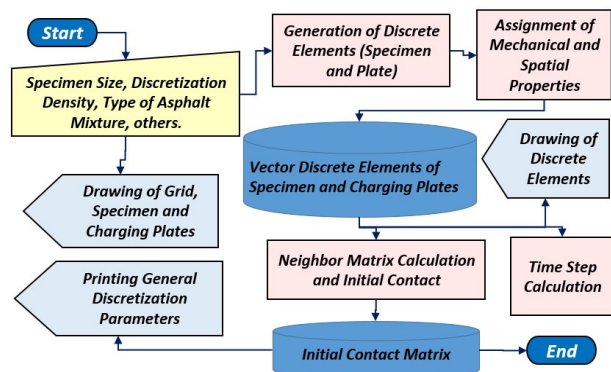 Start
Specimen Size, Discretization
Density, Type of Asphalt
Mixture, others.
Generation of Discrete
Elements (Specimen
and Plate)
Assignment of
Mechanical and
Spatial
Properties
Drawing of Grid,
Specimen and
Charging Plates
Vector Discrete Elements of
Specimen and Charging Plates
Drawing of
Discrete
Elements
Printing General
Discretization
Parameters
Neighbor Matrix Calculation
and Initial Contact
Time Step
Calculation
Initial Contact Matrix
End